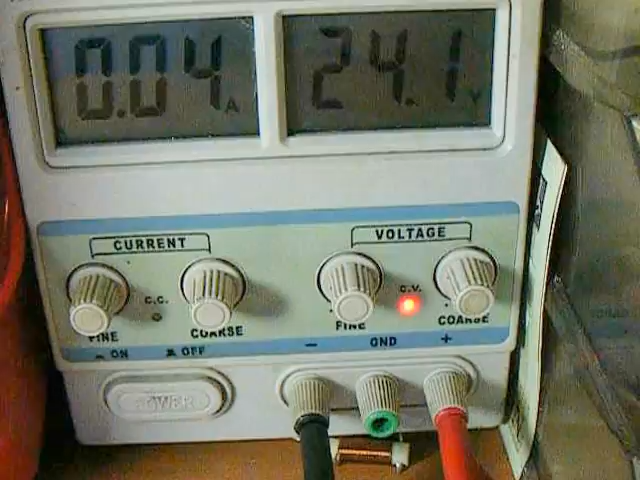 0.04 A 24.1 V
CURRENT VOLTAGE
C.C. C.V.
FINE COARSE FINE COARSE
ON OFF - GND +
POWER